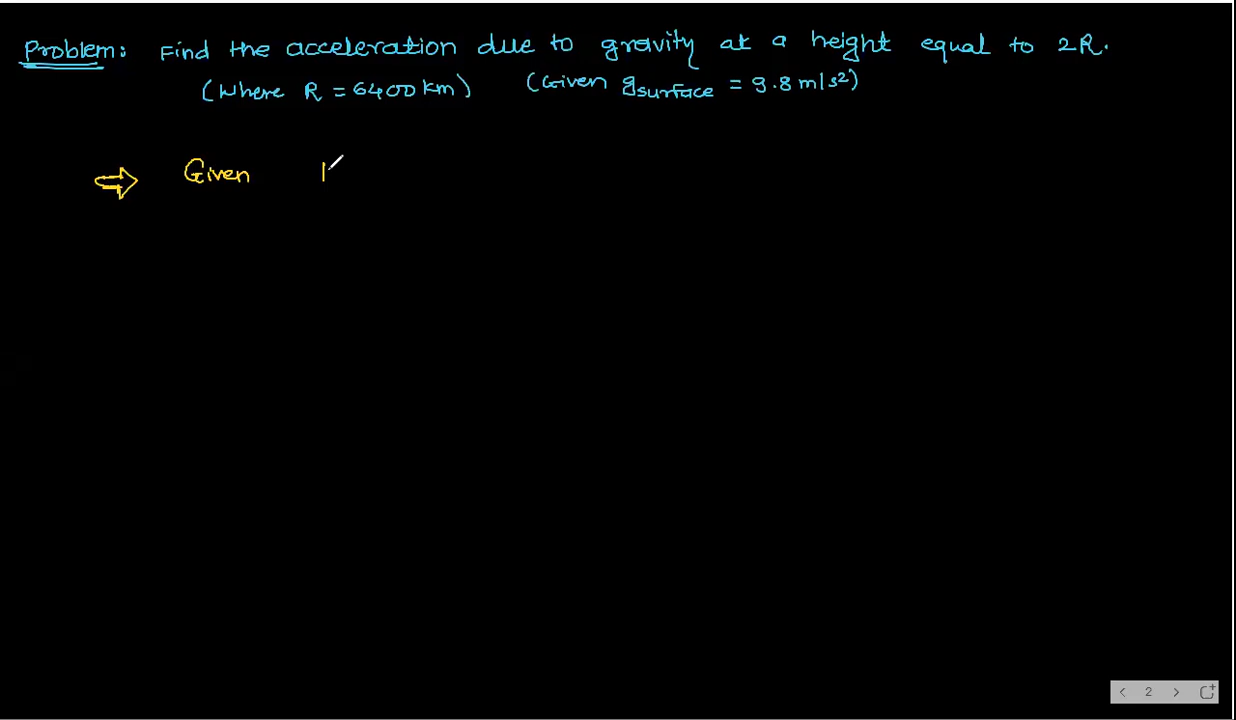 Problem: Find the acceleration due to gravity at a height equal to 2R.
(Where R = 6400 km) (Given gsurface = 9.8 m/s²)
⇒ Given
2